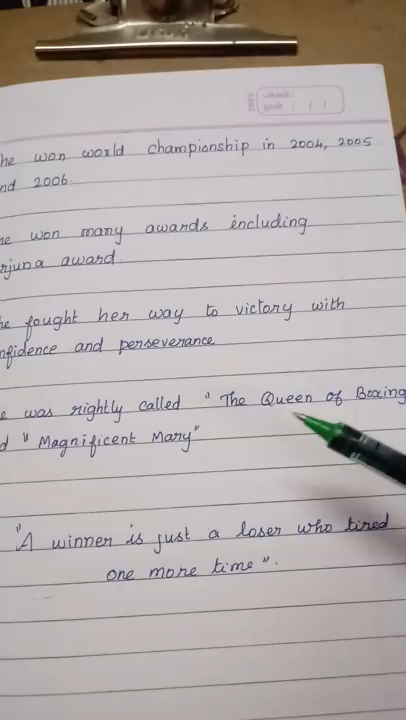 he won world championship in 2004, 2005
nd 2006.
he won many awards including
rjuna award.
he fought her way to victory with
nfidence and perseverance
e was rightly called "The Queen of Boxing
d "Magnificent Mary"
"A winner is just a loser who tired
one more time".